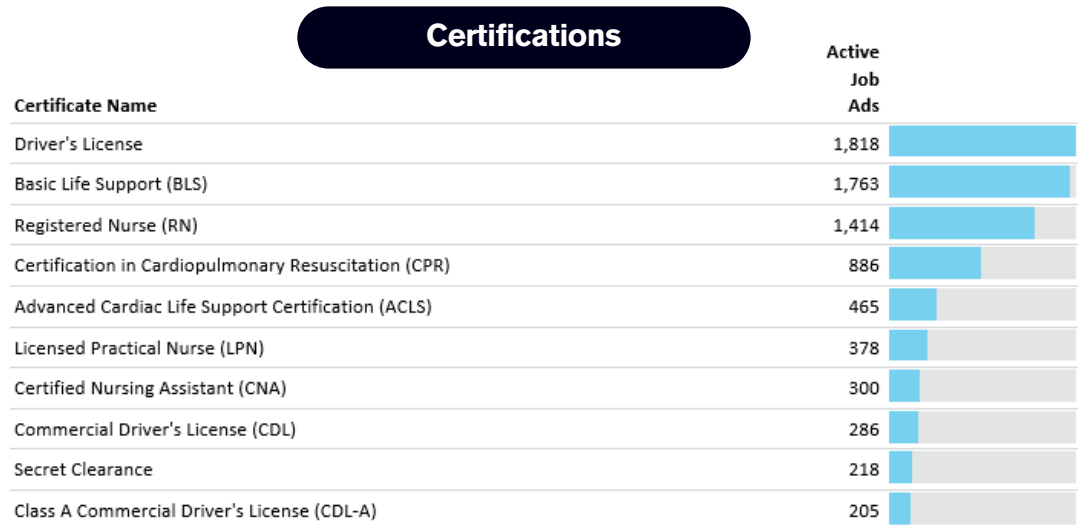 Certifications
Active
Job
Certificate Name Ads
Driver's License 1,818
Basic Life Support (BLS) 1,763
Registered Nurse (RN) 1,414
Certification in Cardiopulmonary Resuscitation (CPR) 886
Advanced Cardiac Life Support Certification (ACLS) 465
Licensed Practical Nurse (LPN) 378
Certified Nursing Assistant (CNA) 300
Commercial Driver's License (CDL) 286
Secret Clearance 218
Class A Commercial Driver's License (CDL-A) 205